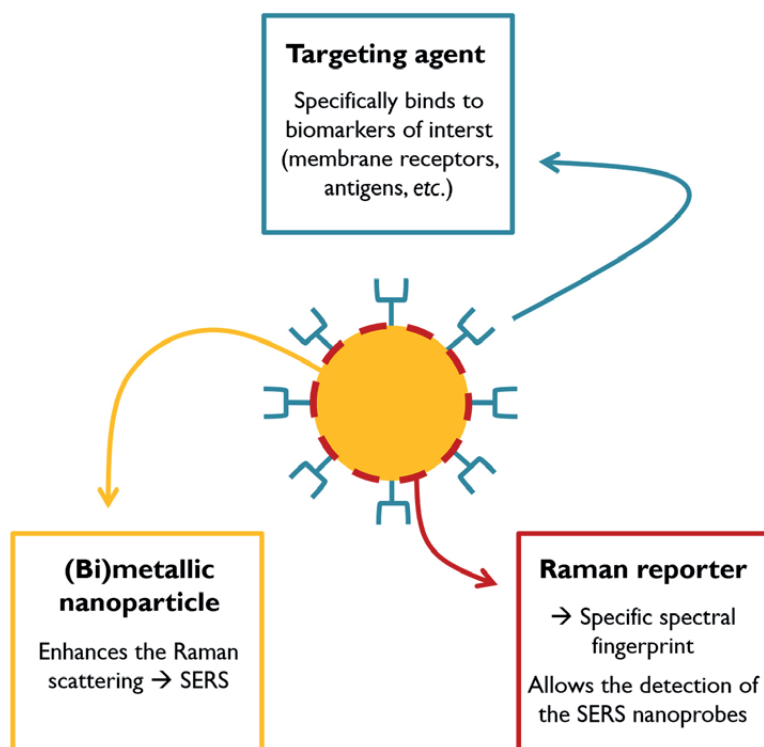 Targeting agent
Specifically binds to
biomarkers of interst
(membrane receptors,
antigens, etc.)
(Bi)metallic
nanoparticle
Enhances the Raman
scattering → SERS
Raman reporter
→ Specific spectral
fingerprint
Allows the detection of
the SERS nanoprobes